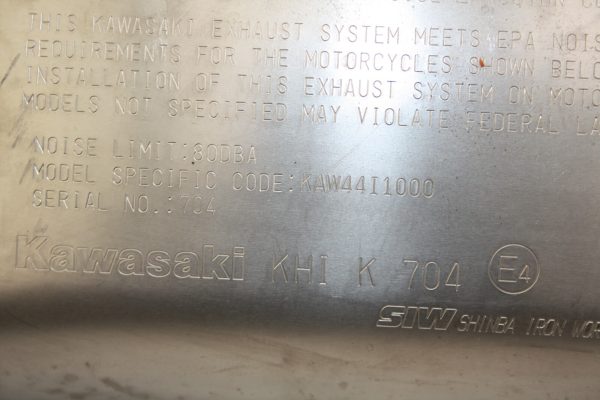 THIS KAWASAKI EXHAUST SYSTEM MEETS EPA NOIS
REQUIREMENTS FOR THE MOTORCYCLES SHOWN BELO
INSTALLATION OF THIS EXHAUST SYSTEM ON MOTO
MODELS NOT SPECIFIED MAY VIOLATE FEDERAL LA
NOISE LIMIT:80DBA
MODEL SPECIFIC CODE:KAW44I1000
SERIAL NO.:704
Kawasaki KHI K 704 E4
SIW SHINBA IRON WOR